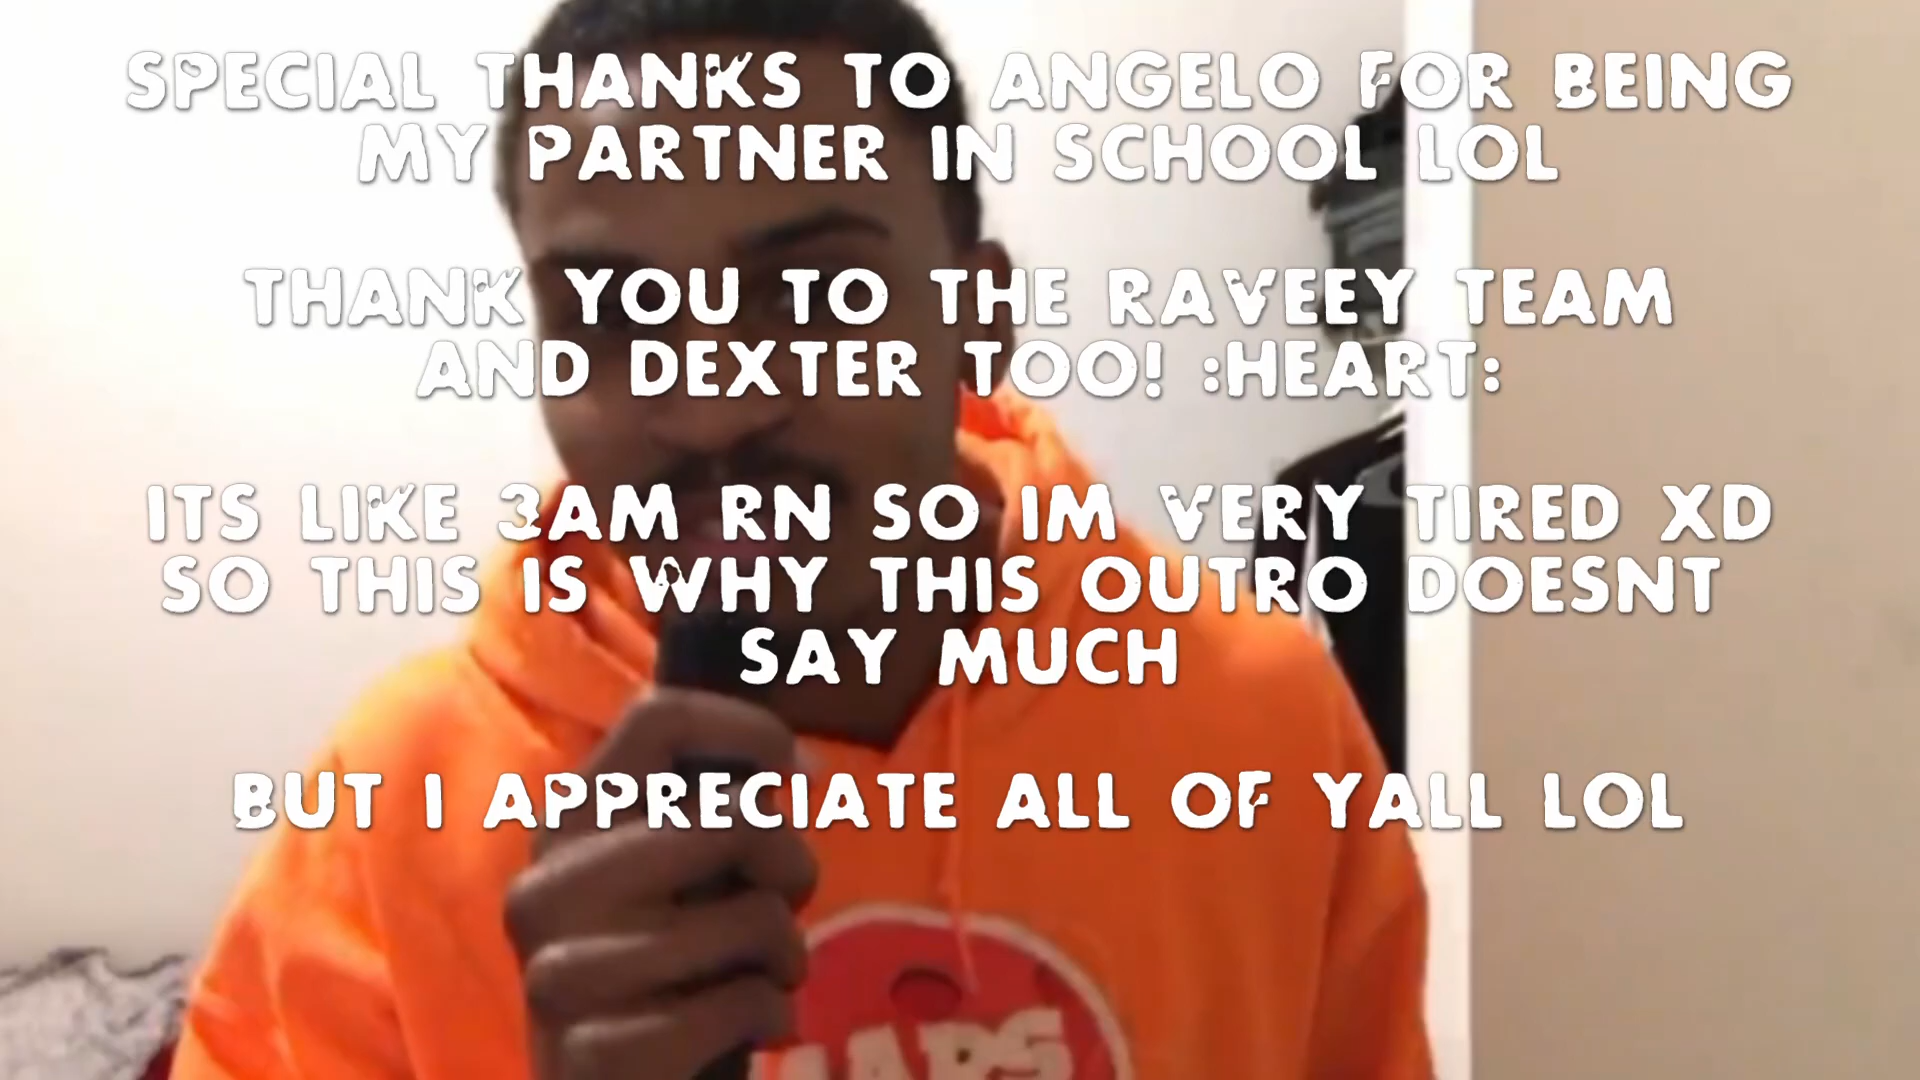 SPECIAL THANKS TO ANGELO FOR BEING
MY PARTNER IN SCHOOL LOL
THANK YOU TO THE RAVEEY TEAM
AND DEXTER TOO! :HEART:
ITS LIKE 3AM RN SO IM VERY TIRED XD
SO THIS IS WHY THIS OUTRO DOESNT
SAY MUCH
BUT I APPRECIATE ALL OF YALL LOL